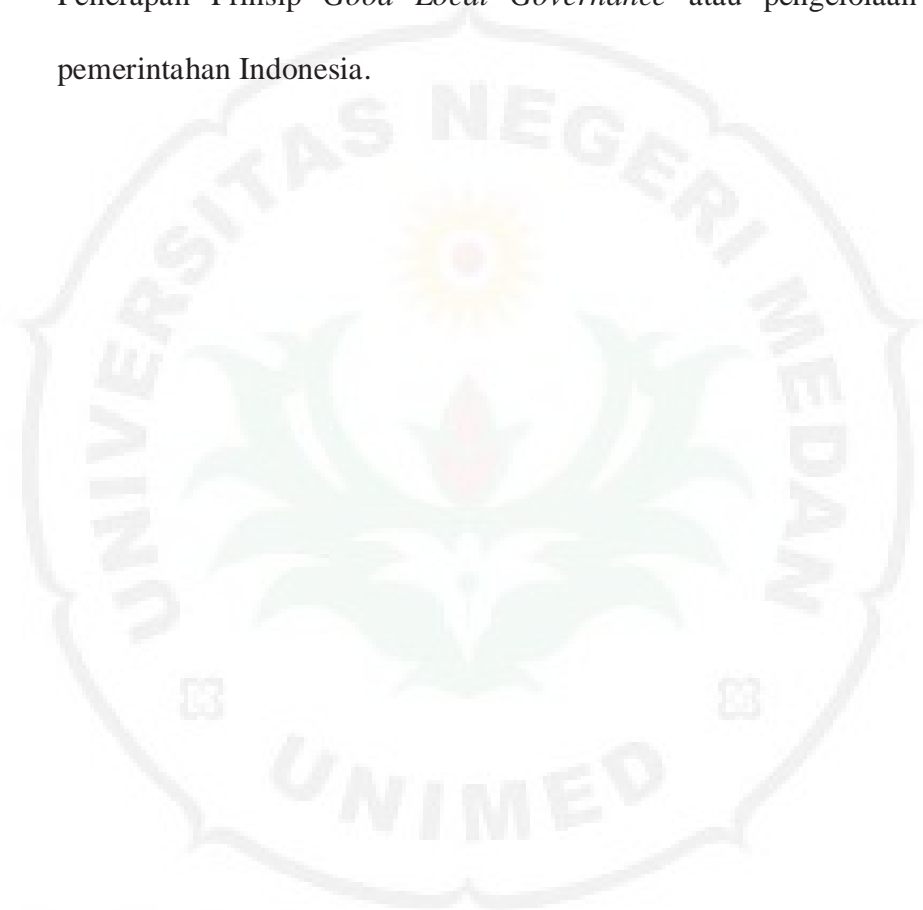 Penerapan Prinsip Good Local Governance atau pengelolaan
pemerintahan Indonesia.
UNIVERSITAS NEGERI MEDAN
UNIMED